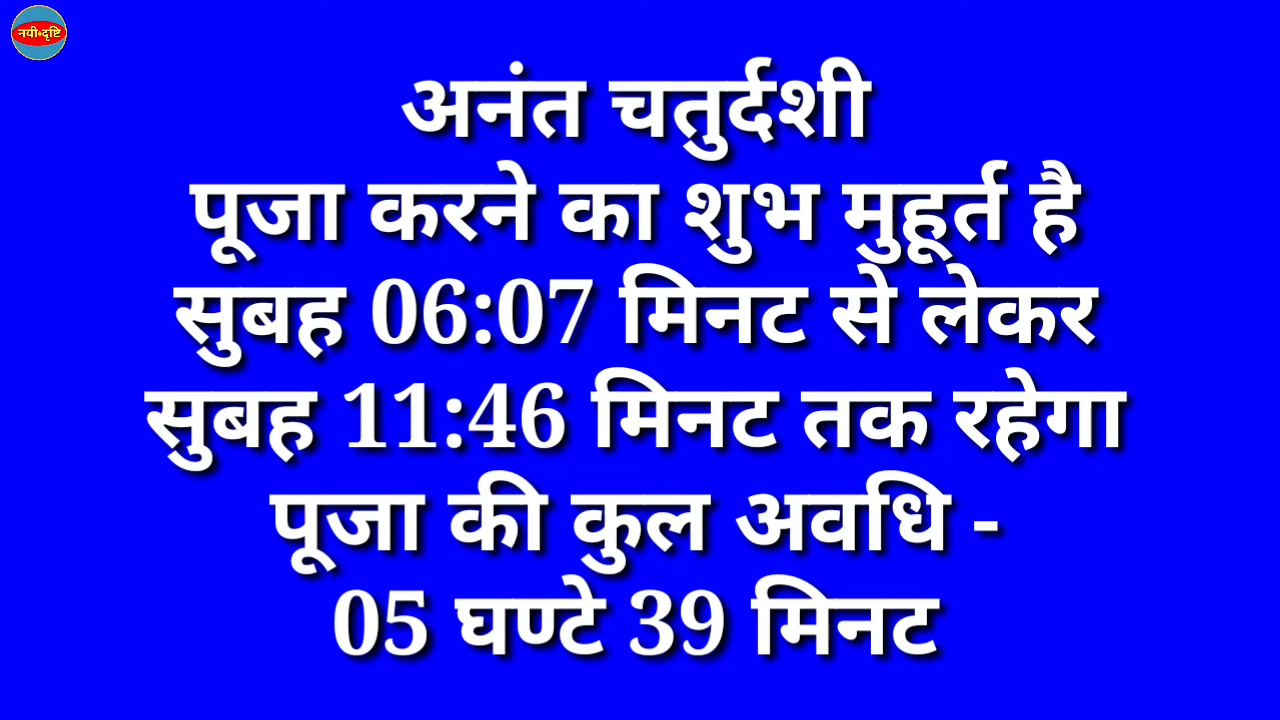 नयी•दृष्टि
अनंत चतुर्दशी
पूजा करने का शुभ मुहूर्त है
सुबह 06:07 मिनट से लेकर
सुबह 11:46 मिनट तक रहेगा
पूजा की कुल अवधि -
05 घण्टे 39 मिनट